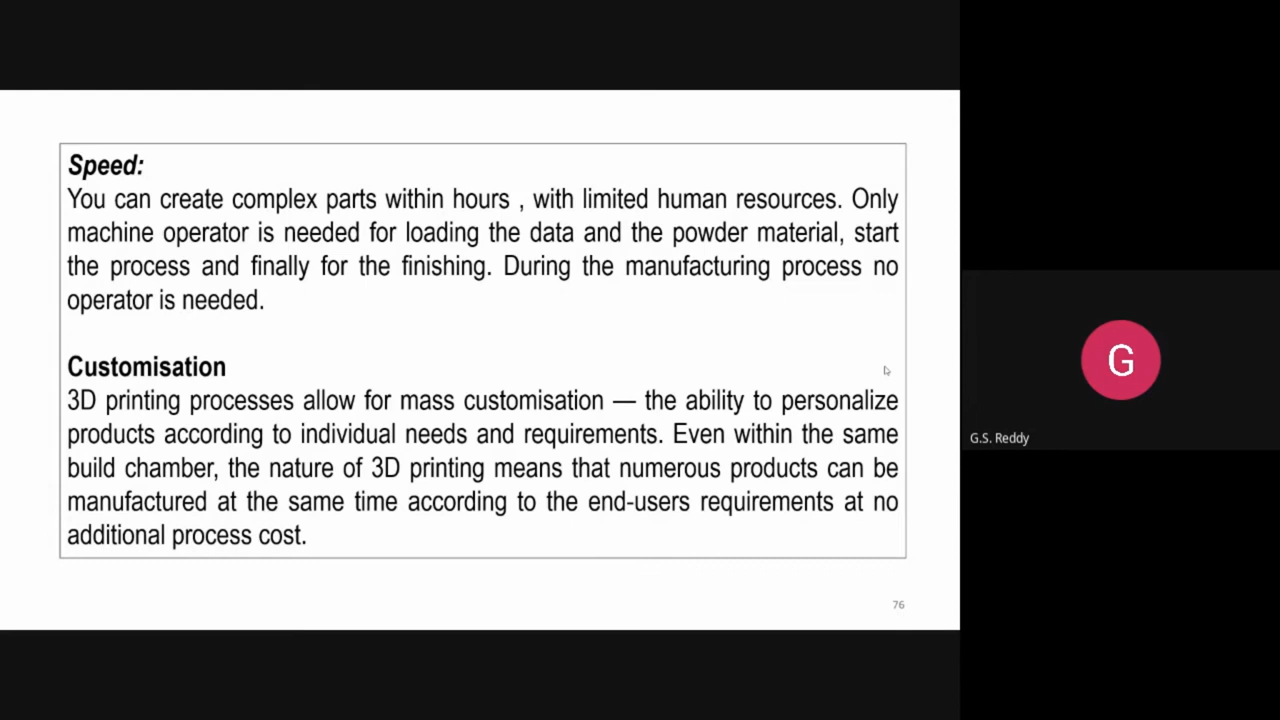 Speed:
You can create complex parts within hours , with limited human resources. Only
machine operator is needed for loading the data and the powder material, start
the process and finally for the finishing. During the manufacturing process no
operator is needed.
Customisation
3D printing processes allow for mass customisation — the ability to personalize
products according to individual needs and requirements. Even within the same
build chamber, the nature of 3D printing means that numerous products can be
manufactured at the same time according to the end-users requirements at no
additional process cost.
76
G
G.S. Reddy